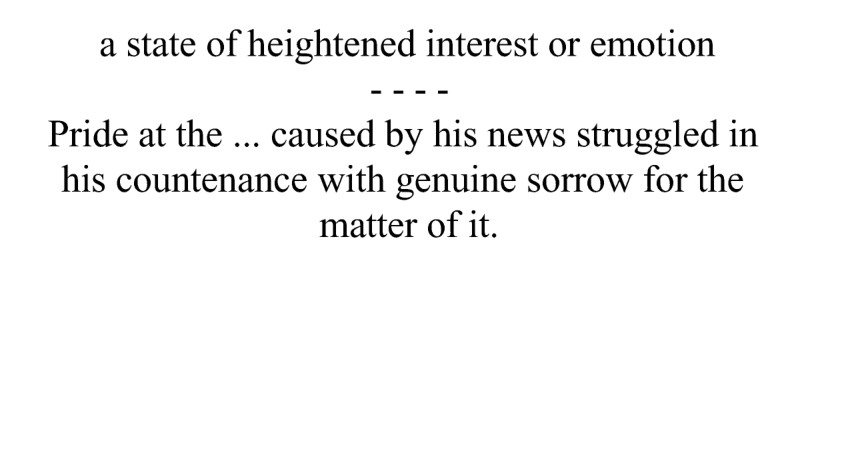 a state of heightened interest or emotion
- - - -
Pride at the ... caused by his news struggled in
his countenance with genuine sorrow for the
matter of it.